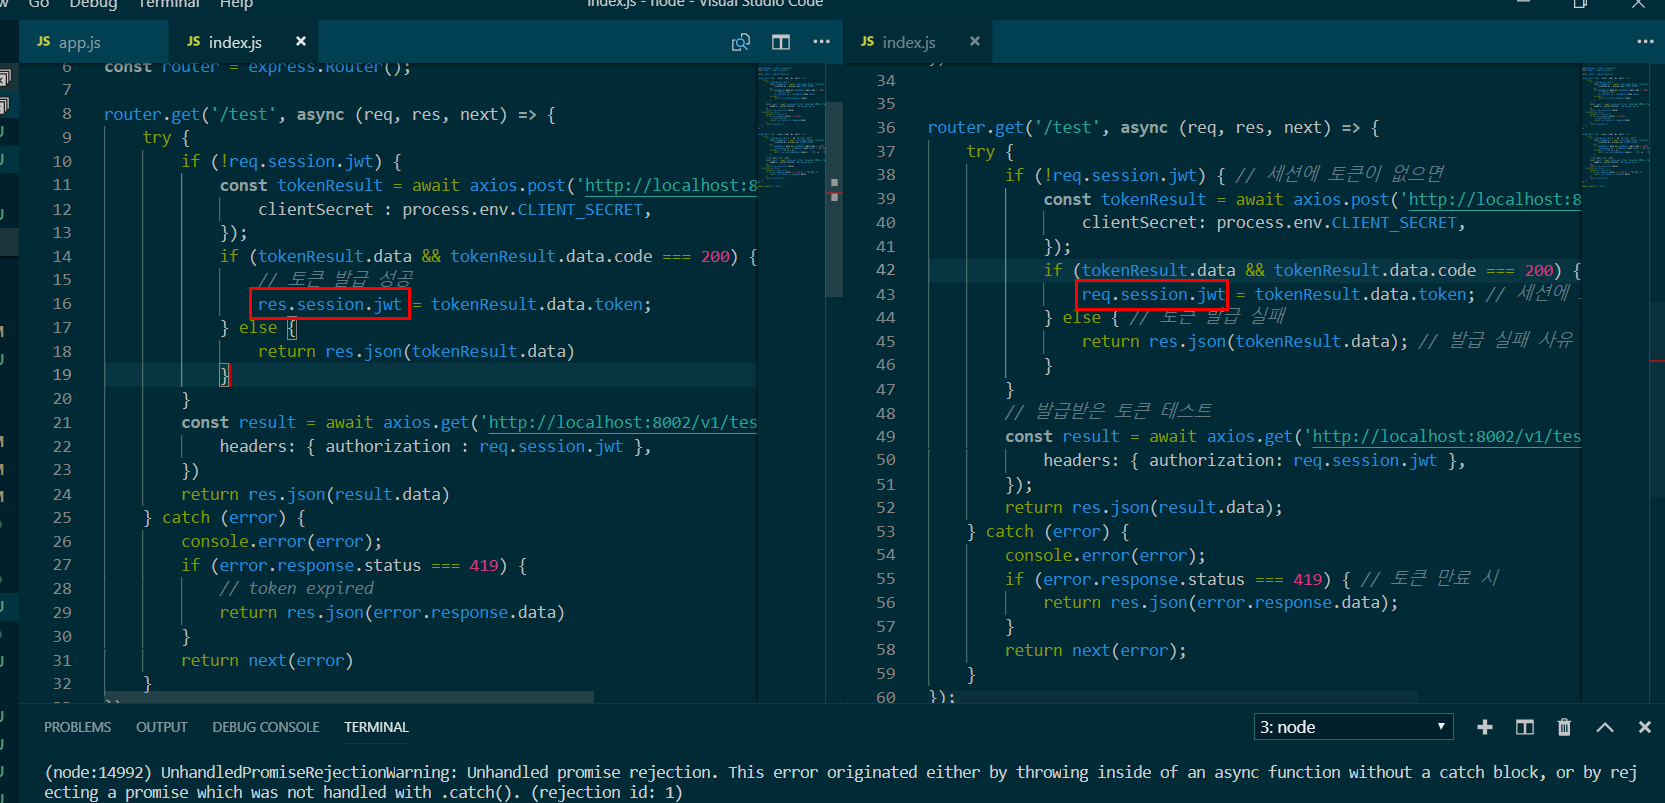 Go Debug Terminal Help index.js - node - Visual Studio Code
JS app.js JS index.js × JS index.js ×
6 const router = express.Router();
7
8 router.get('/test', async (req, res, next) => {
9 try {
10 if (!req.session.jwt) {
11 const tokenResult = await axios.post('http://localhost:8
12 clientSecret : process.env.CLIENT_SECRET,
13 });
14 if (tokenResult.data && tokenResult.data.code === 200) {
15 // 토큰 발급 성공
16 res.session.jwt = tokenResult.data.token;
17 } else {
18 return res.json(tokenResult.data)
19 }
20 }
21 const result = await axios.get('http://localhost:8002/v1/tes
22 headers: { authorization : req.session.jwt },
23 })
24 return res.json(result.data)
25 } catch (error) {
26 console.error(error);
27 if (error.response.status === 419) {
28 // token expired
29 return res.json(error.response.data)
30 }
31 return next(error)
32 }
34
35
36 router.get('/test', async (req, res, next) => {
37 try {
38 if (!req.session.jwt) { // 세션에 토큰이 없으면
39 const tokenResult = await axios.post('http://localhost:8
40 clientSecret: process.env.CLIENT_SECRET,
41 });
42 if (tokenResult.data && tokenResult.data.code === 200) {
43 req.session.jwt = tokenResult.data.token; // 세션에
44 } else { // 토큰 발급 실패
45 return res.json(tokenResult.data); // 발급 실패 사유
46 }
47 }
48 // 발급받은 토큰 테스트
49 const result = await axios.get('http://localhost:8002/v1/tes
50 headers: { authorization: req.session.jwt },
51 });
52 return res.json(result.data);
53 } catch (error) {
54 console.error(error);
55 if (error.response.status === 419) { // 토큰 만료 시
56 return res.json(error.response.data);
57 }
58 return next(error);
59 }
60 });
PROBLEMS OUTPUT DEBUG CONSOLE TERMINAL 3: node
(node:14992) UnhandledPromiseRejectionWarning: Unhandled promise rejection. This error originated either by throwing inside of an async function without a catch block, or by rej
ecting a promise which was not handled with .catch(). (rejection id: 1)